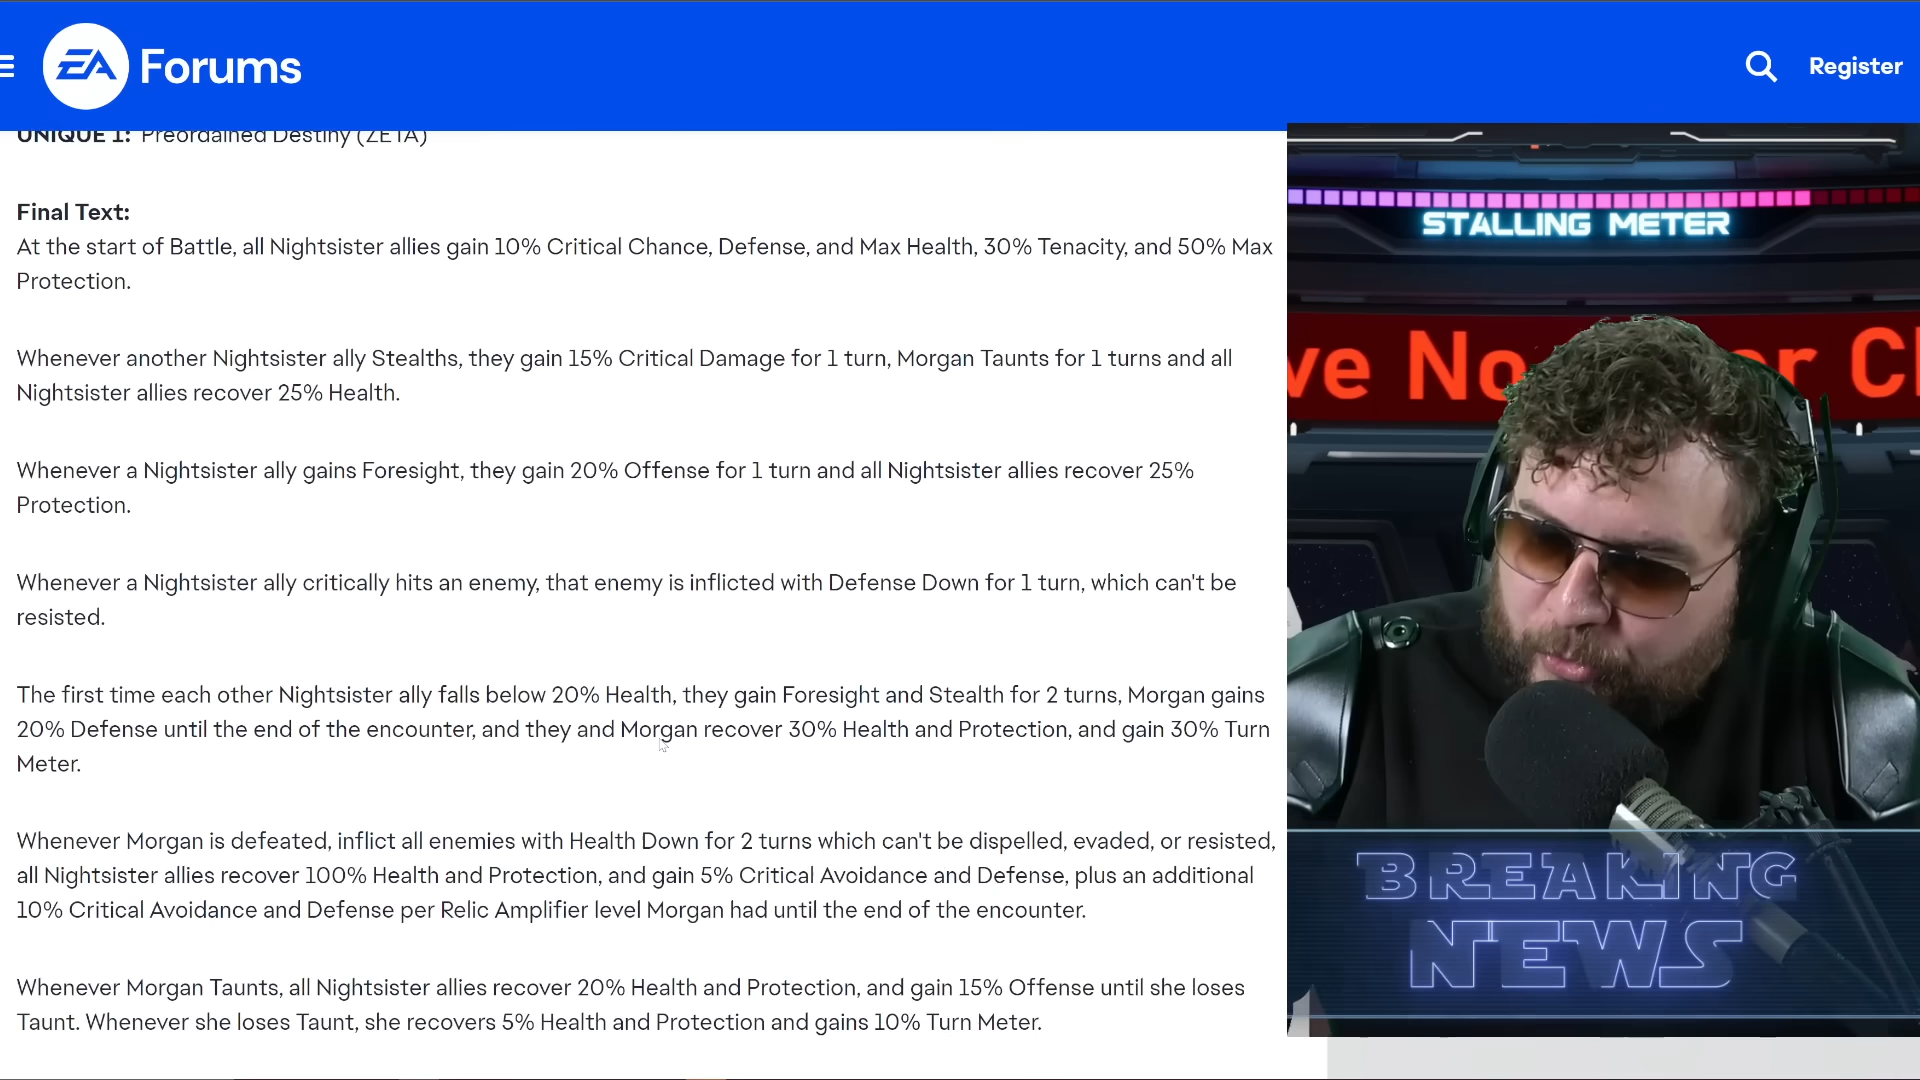 EA Forums
Register
UNIQUE 1: Preordained Destiny (ZETA)
Final Text:
At the start of Battle, all Nightsister allies gain 10% Critical Chance, Defense, and Max Health, 30% Tenacity, and 50% Max
Protection.
Whenever another Nightsister ally Stealths, they gain 15% Critical Damage for 1 turn, Morgan Taunts for 1 turns and all
Nightsister allies recover 25% Health.
Whenever a Nightsister ally gains Foresight, they gain 20% Offense for 1 turn and all Nightsister allies recover 25%
Protection.
Whenever a Nightsister ally critically hits an enemy, that enemy is inflicted with Defense Down for 1 turn, which can't be
resisted.
The first time each other Nightsister ally falls below 20% Health, they gain Foresight and Stealth for 2 turns, Morgan gains
20% Defense until the end of the encounter, and they and Morgan recover 30% Health and Protection, and gain 30% Turn
Meter.
Whenever Morgan is defeated, inflict all enemies with Health Down for 2 turns which can't be dispelled, evaded, or resisted,
all Nightsister allies recover 100% Health and Protection, and gain 5% Critical Avoidance and Defense, plus an additional
10% Critical Avoidance and Defense per Relic Amplifier level Morgan had until the end of the encounter.
Whenever Morgan Taunts, all Nightsister allies recover 20% Health and Protection, and gain 15% Offense until she loses
Taunt. Whenever she loses Taunt, she recovers 5% Health and Protection and gains 10% Turn Meter.
STALLING METER
BREAKING
NEWS